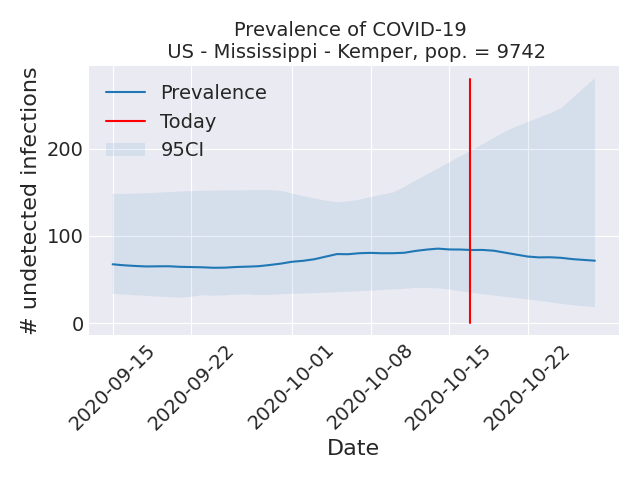 Prevalence of COVID-19
US - Mississippi - Kemper, pop. = 9742
# undetected infections
200
100
0
Prevalence
Today
95CI
2020-09-15
2020-09-22
2020-10-01
2020-10-08
2020-10-15
2020-10-22
Date